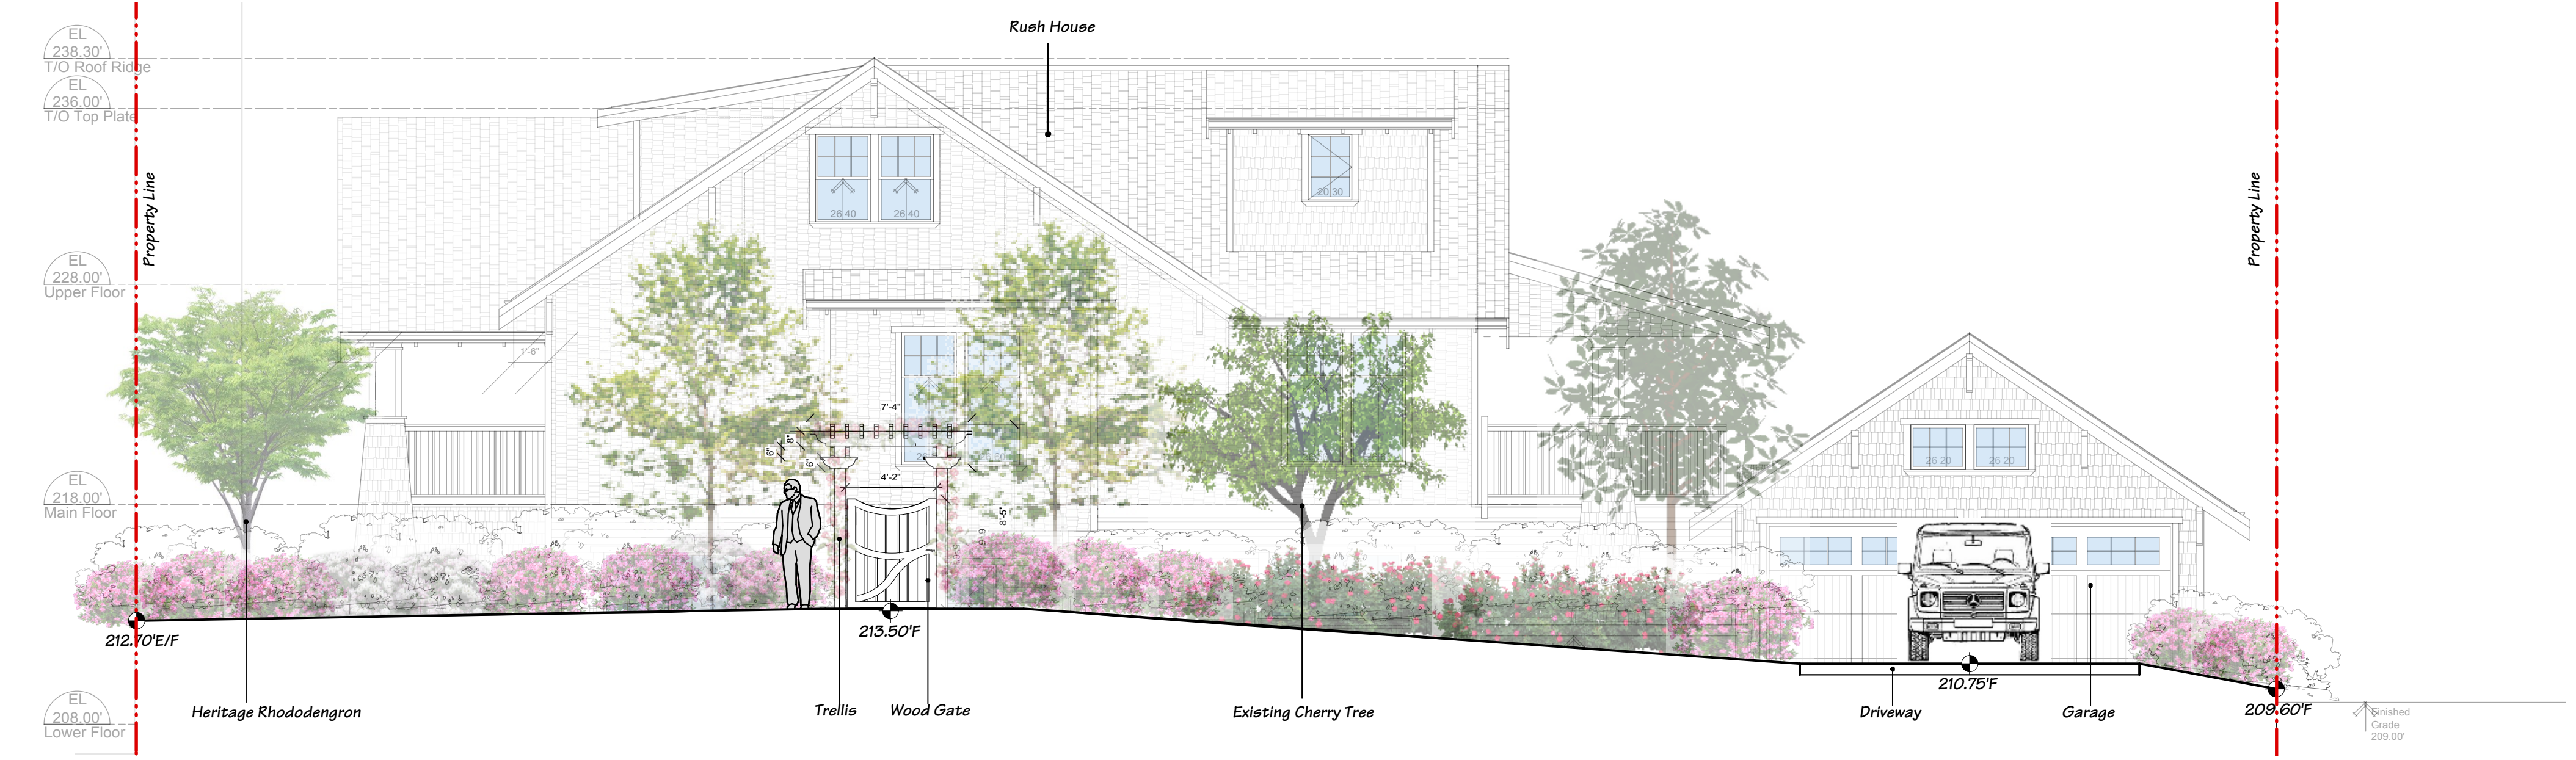 Rush House
EL
238.30'
T/O Roof Ridge
EL
236.00'
T/O Top Plate
Property Line
Property Line
EL
228.00'
Upper Floor
EL
218.00'
Main Floor
EL
208.00'
Lower Floor
26 40
26 40
20 30
1'-6"
7'-4"
8"
6"
6"
4'-2"
8'-5"
26 20
26 20
212.70'E/F
213.50'F
210.75'F
209.60'F
Heritage Rhododengron
Trellis
Wood Gate
Existing Cherry Tree
Driveway
Garage
Finished
Grade
209.00'